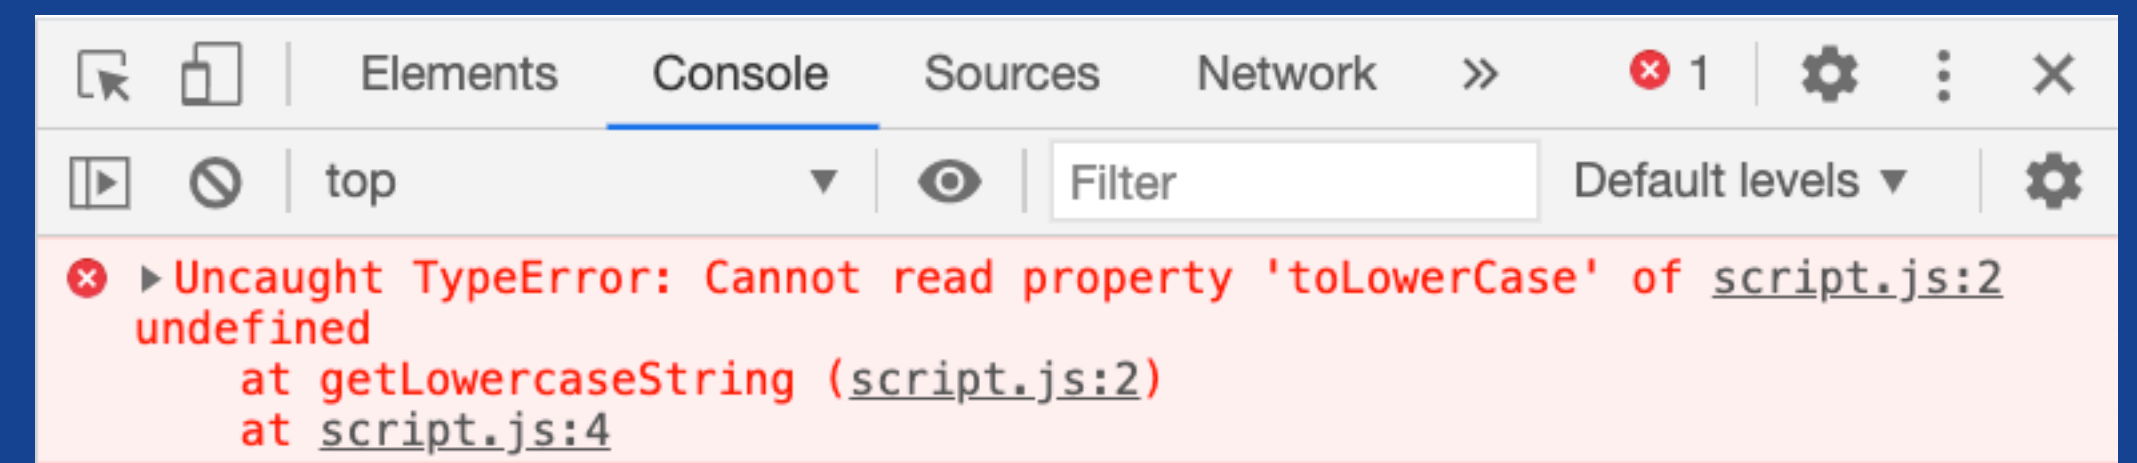 Elements Console Sources Network » 1
top Filter Default levels
Uncaught TypeError: Cannot read property 'toLowerCase' of script.js:2
undefined
at getLowercaseString (script.js:2)
at script.js:4